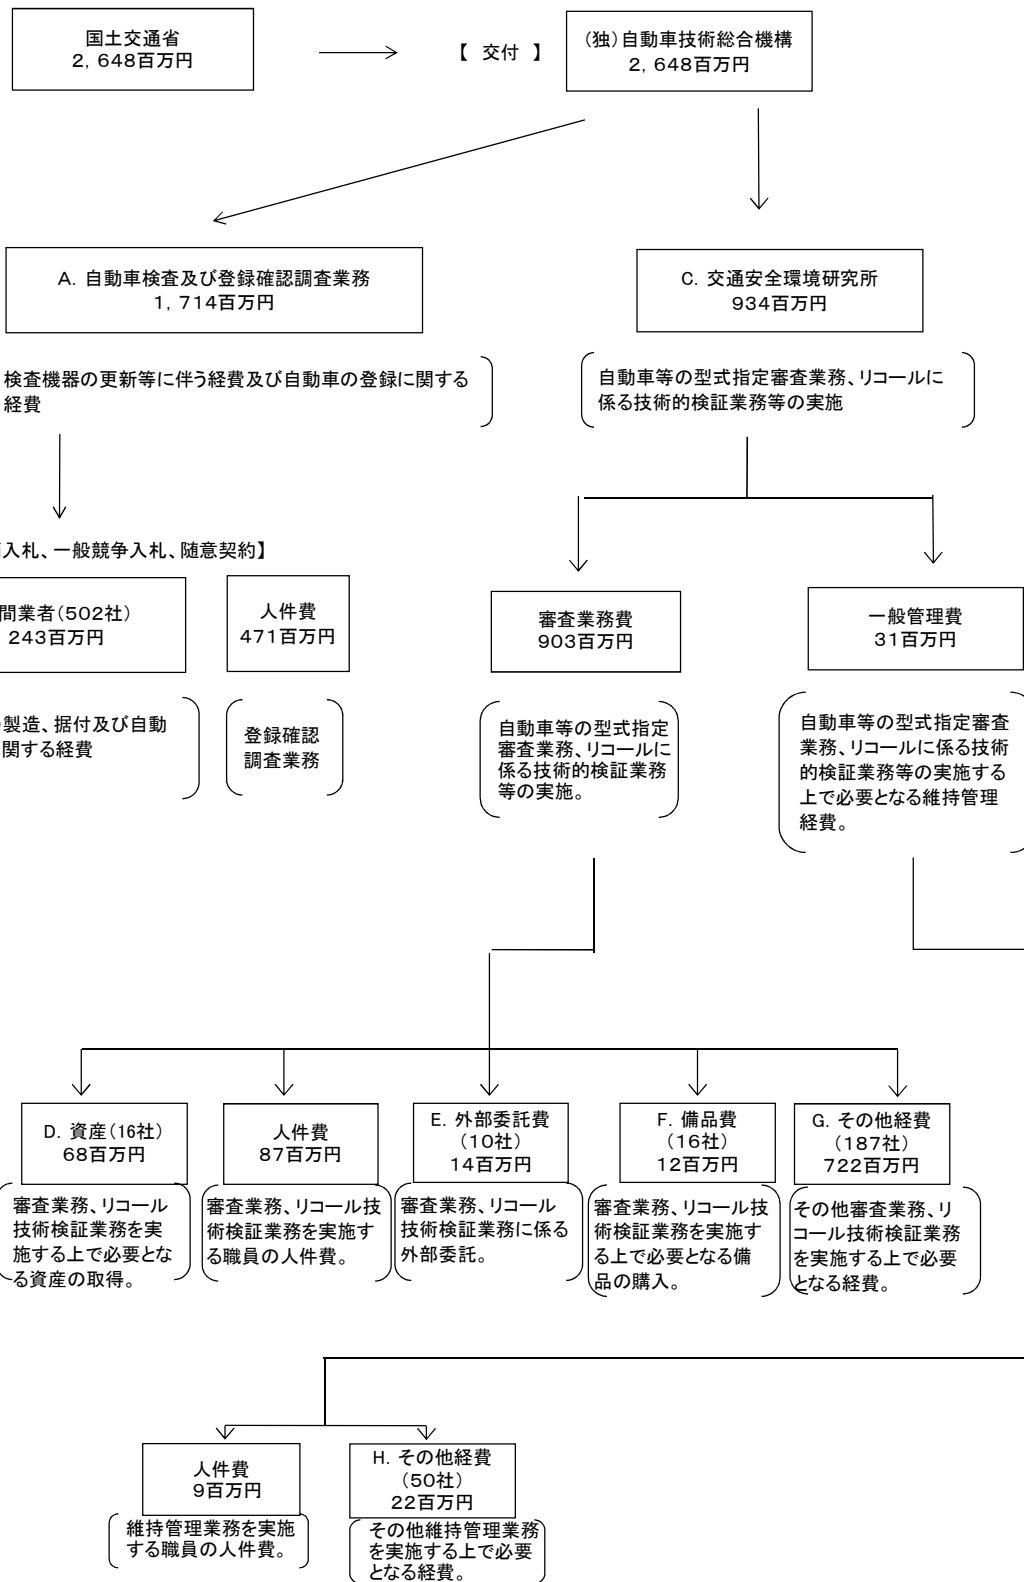 国土交通省
2,648百万円
【 交付 】
(独)自動車技術総合機構
2,648百万円
A. 自動車検査及び登録確認調査業務
1,714百万円
C. 交通安全環境研究所
934百万円
検査機器の更新等に伴う経費及び自動車の登録に関する
経費
自動車等の型式指定審査業務、リコールに
係る技術的検証業務等の実施
入札、一般競争入札、随意契約】
間業者(502社)
243百万円
人件費
471百万円
審査業務費
903百万円
一般管理費
31百万円
製造、据付及び自動
関する経費
登録確認
調査業務
自動車等の型式指定
審査業務、リコールに
係る技術的検証業務
等の実施。
自動車等の型式指定審査
業務、リコールに係る技術
的検証業務等の実施する
上で必要となる維持管理
経費。
D. 資産(16社)
68百万円
人件費
87百万円
E. 外部委託費
(10社)
14百万円
F. 備品費
(16社)
12百万円
G. その他経費
(187社)
722百万円
審査業務、リコール
技術検証業務を実
施する上で必要とな
る資産の取得。
審査業務、リコール技
術検証業務を実施す
る職員の人件費。
審査業務、リコール
技術検証業務に係る
外部委託。
審査業務、リコール技
術検証業務を実施す
る上で必要となる備
品の購入。
その他審査業務、リ
コール技術検証業務
を実施する上で必要
となる経費。
人件費
9百万円
H. その他経費
(50社)
22百万円
維持管理業務を実施
する職員の人件費。
その他維持管理業務
を実施する上で必要
となる経費。